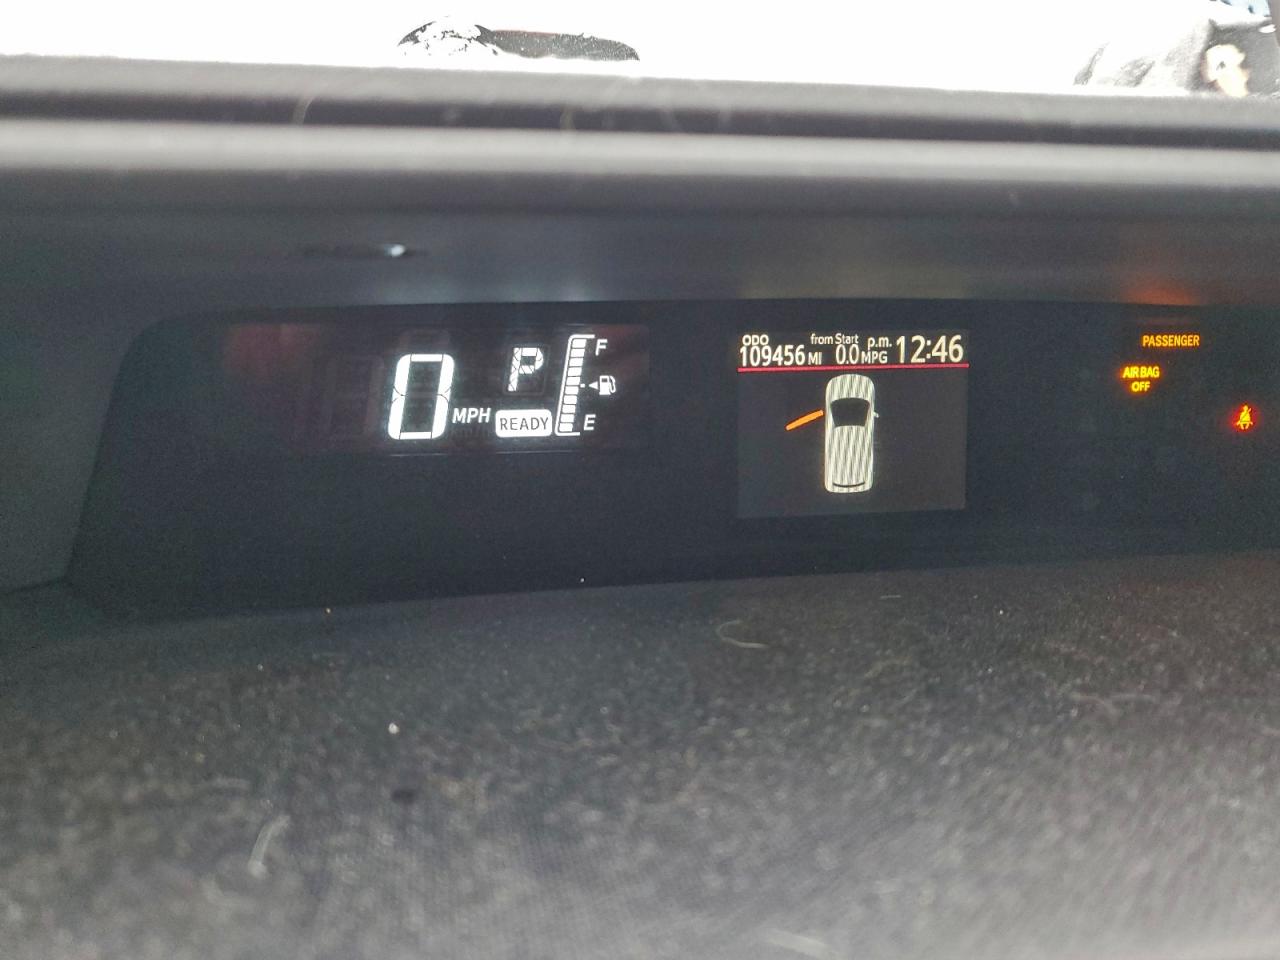 0 MPH P READY F E
ODO from Start p.m. 12:46
109456 MI 0.0 MPG
PASSENGER
AIR BAG
OFF